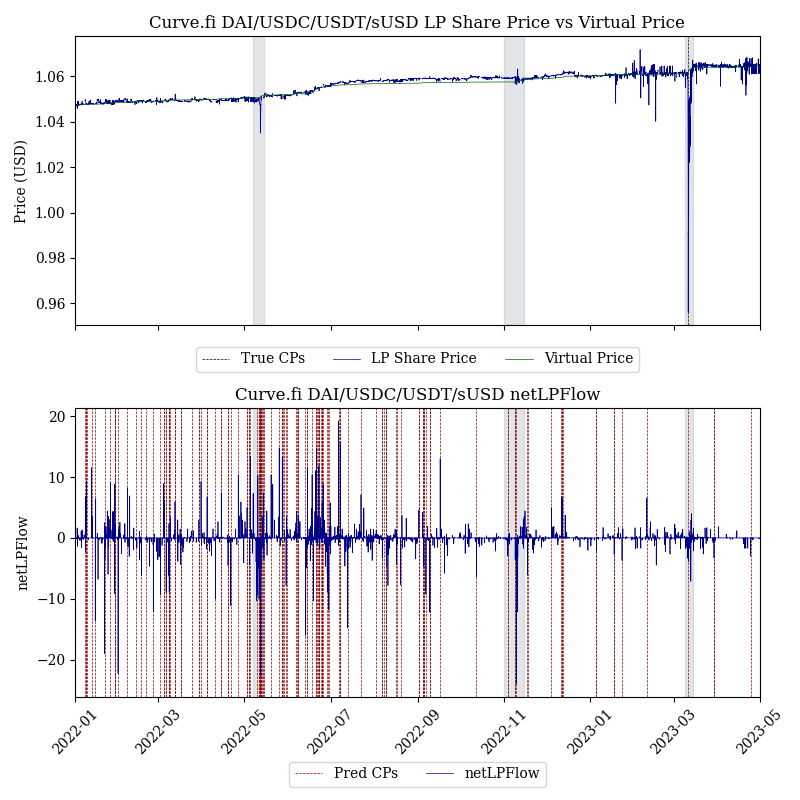 Curve.fi DAI/USDC/USDT/sUSD LP Share Price vs Virtual Price
Price (USD)
1.06
1.04
1.02
1.00
0.98
0.96
True CPs LP Share Price Virtual Price
Curve.fi DAI/USDC/USDT/sUSD netLPFlow
netLPFlow
20
10
0
−10
−20
2022-01 2022-03 2022-05 2022-07 2022-09 2022-11 2023-01 2023-03 2023-05
Pred CPs netLPFlow